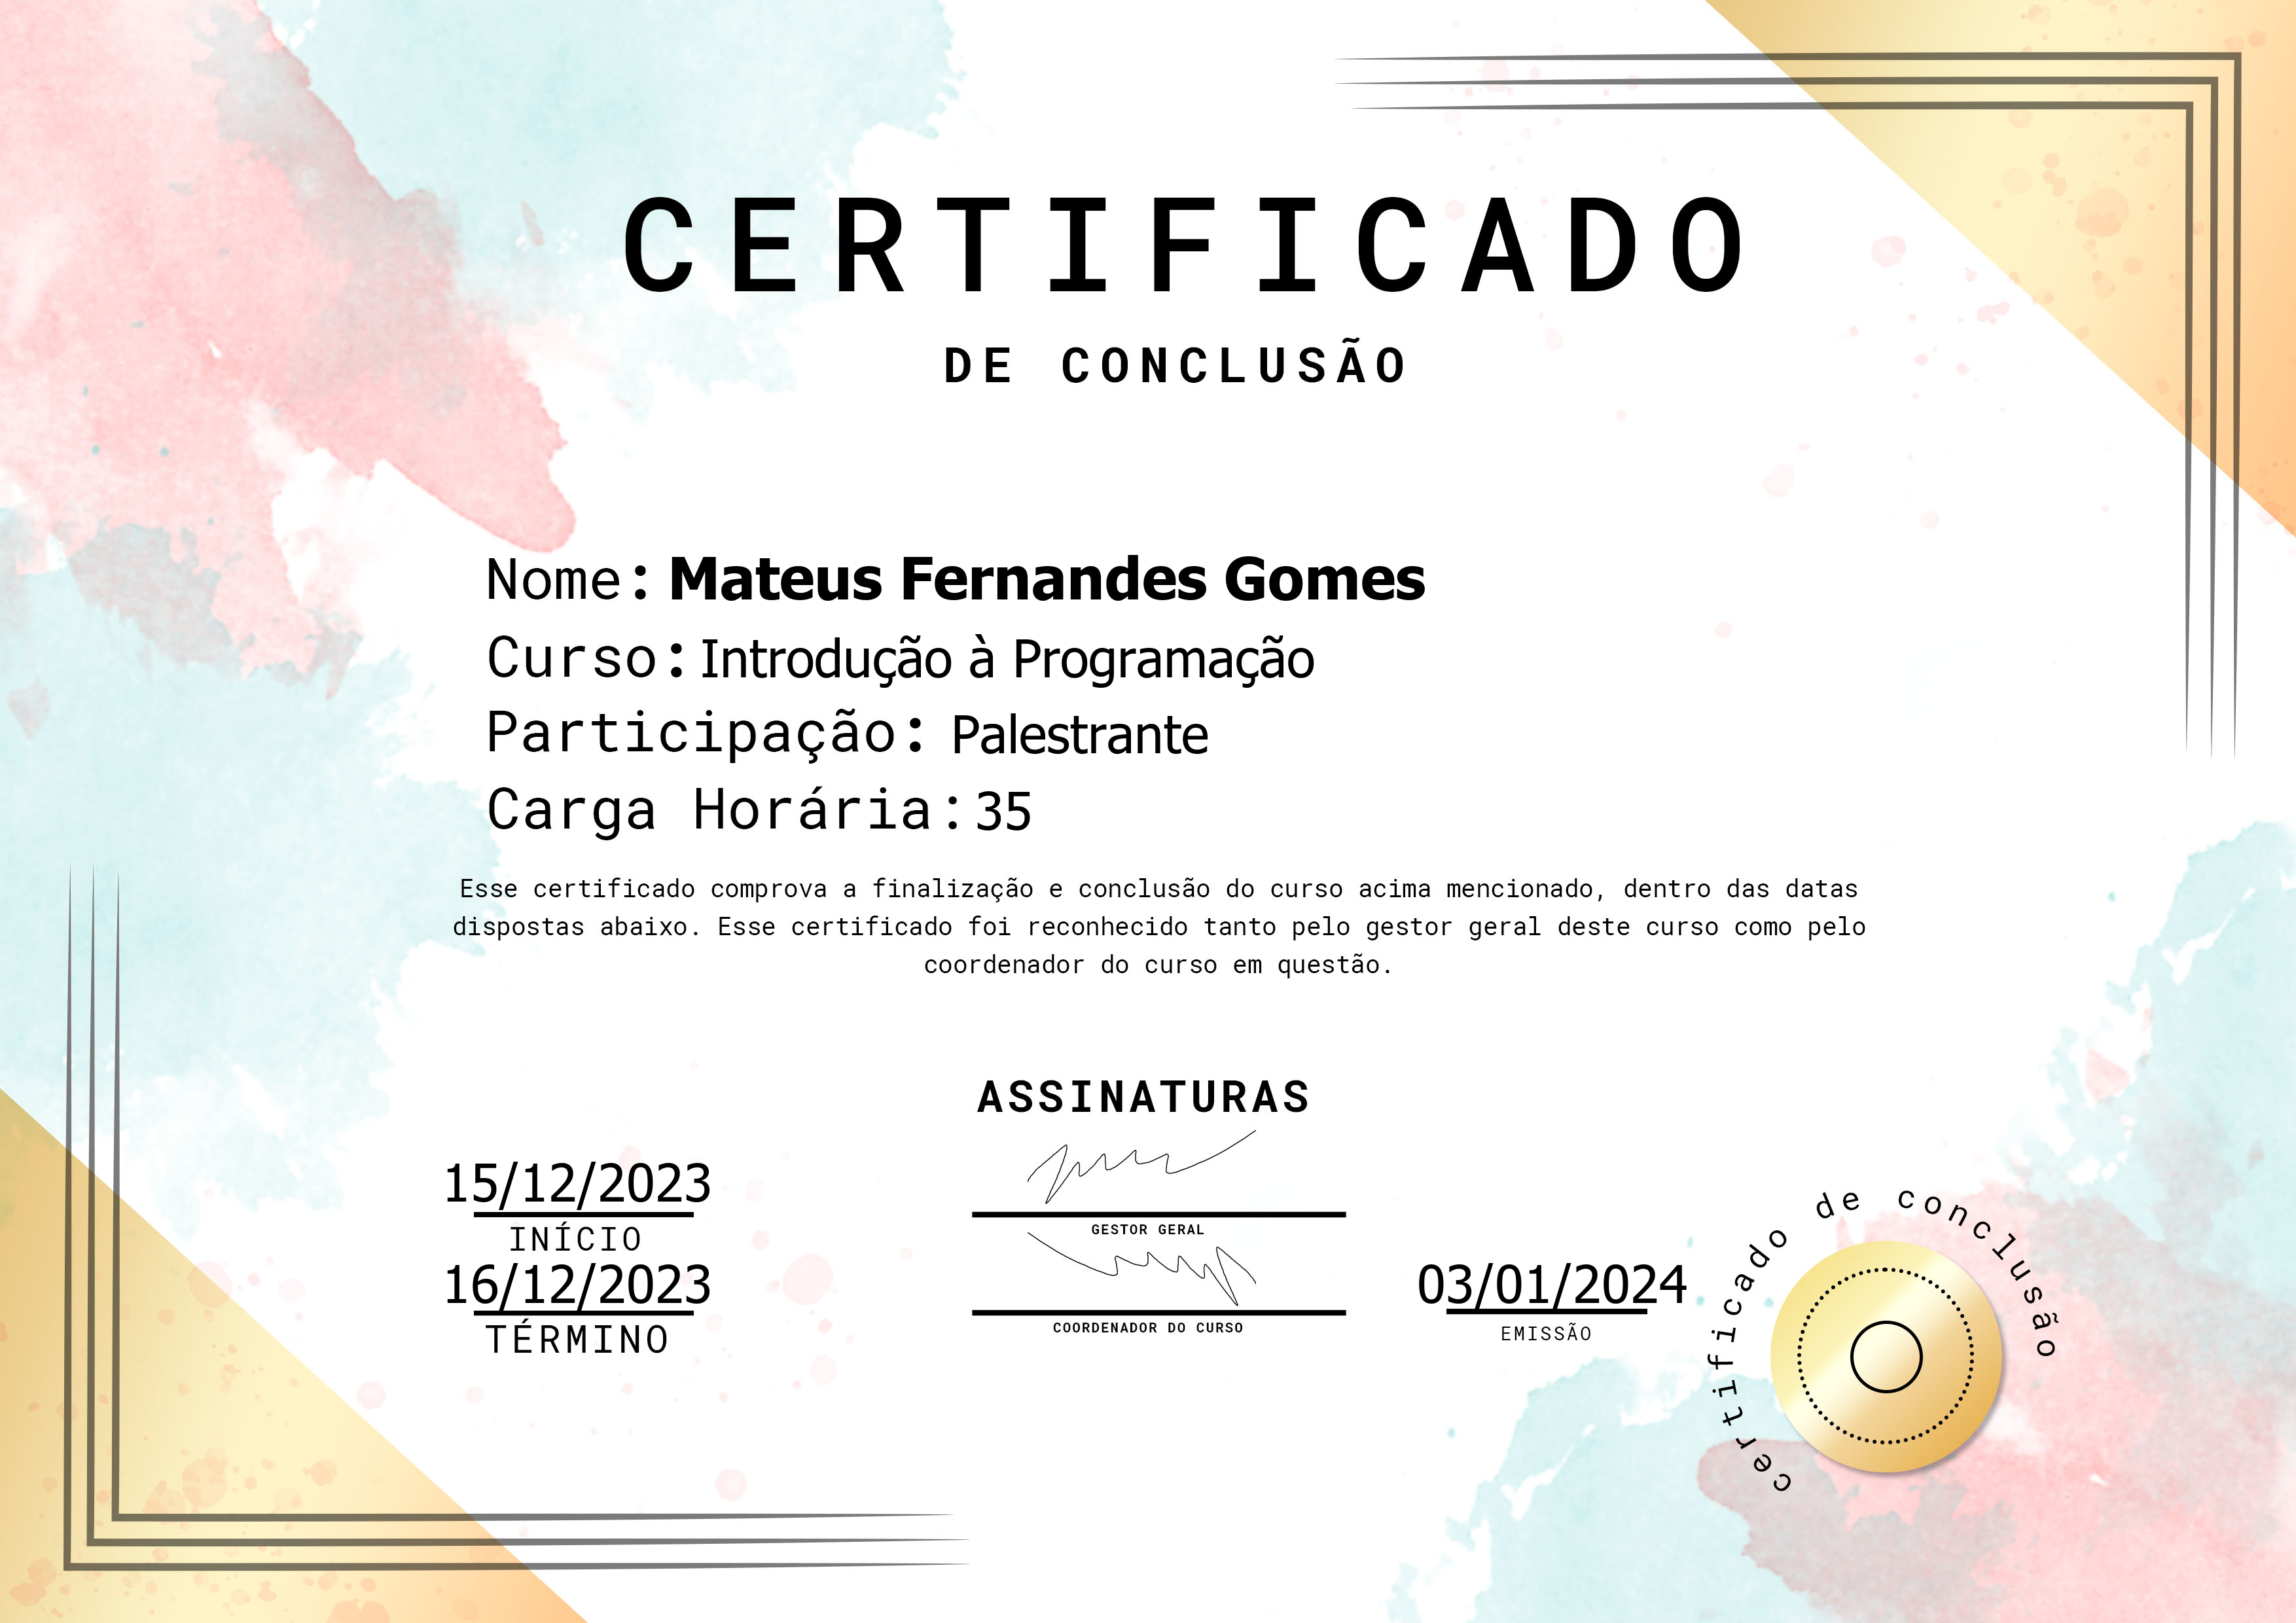 CERTIFICADO
DE CONCLUSÃO
Nome: Mateus Fernandes Gomes
Curso: Introdução à Programação
Participação: Palestrante
Carga Horária: 35
Esse certificado comprova a finalização e conclusão do curso acima mencionado, dentro das datas
dispostas abaixo. Esse certificado foi reconhecido tanto pelo gestor geral deste curso como pelo
coordenador do curso em questão.
ASSINATURAS
15/12/2023
INÍCIO
16/12/2023
TÉRMINO
GESTOR GERAL
COORDENADOR DO CURSO
03/01/2024
EMISSÃO
certificado de conclusão